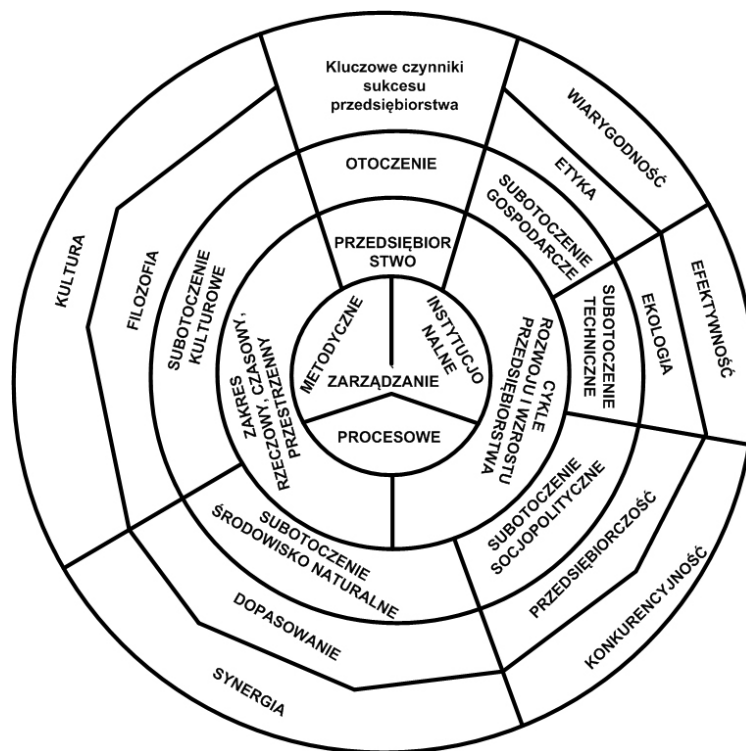 Kluczowe czynniki
sukcesu
przedsiębiorstwa
OTOCZENIE
PRZEDSIĘBIOR
STWO
METODYCZNE
INSTYTUCJO
NALNE
ZARZĄDZANIE
PROCESOWE
ZAKRES
RZECZOWY, CZASOWY,
PRZESTRZENNY
CYKLE
ROZWOJU I WZROSTU
PRZEDSIĘBIORSTWA
SUBOTOCZENIE
GOSPODARCZE
SUBOTOCZENIE
TECHNICZNE
SUBOTOCZENIE
SOCJOPOLITYCZNE
SUBOTOCZENIE
ŚRODOWISKO NATURALNE
SUBOTOCZENIE
KULTUROWE
ETYKA
EKOLOGIA
PRZEDSIĘBIORCZOŚĆ
DOPASOWANIE
FILOZOFIA
WIARYGODNOŚĆ
EFEKTYWNOŚĆ
KONKURENCYJNOŚĆ
SYNERGIA
KULTURA